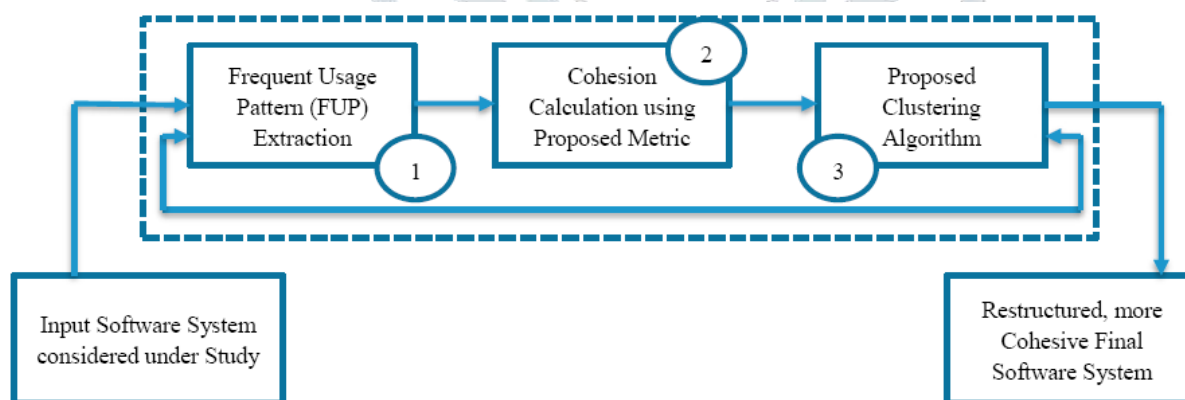 Frequent Usage
Pattern (FUP)
Extraction
1
Cohesion
Calculation using
Proposed Metric
2
Proposed
Clustering
Algorithm
3
Input Software System
considered under Study
Restructured, more
Cohesive Final
Software System